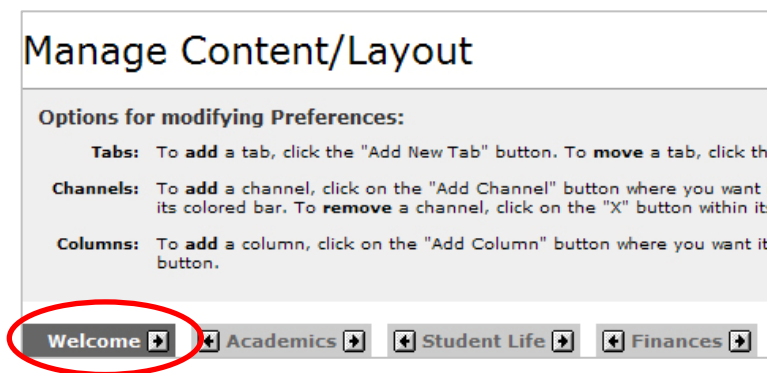 Manage Content/Layout
Options for modifying Preferences:
Tabs: To add a tab, click the "Add New Tab" button. To move a tab, click th
Channels: To add a channel, click on the "Add Channel" button where you want
its colored bar. To remove a channel, click on the "X" button within its
Columns: To add a column, click on the "Add Column" button where you want it
button.
Welcome Academics Student Life Finances